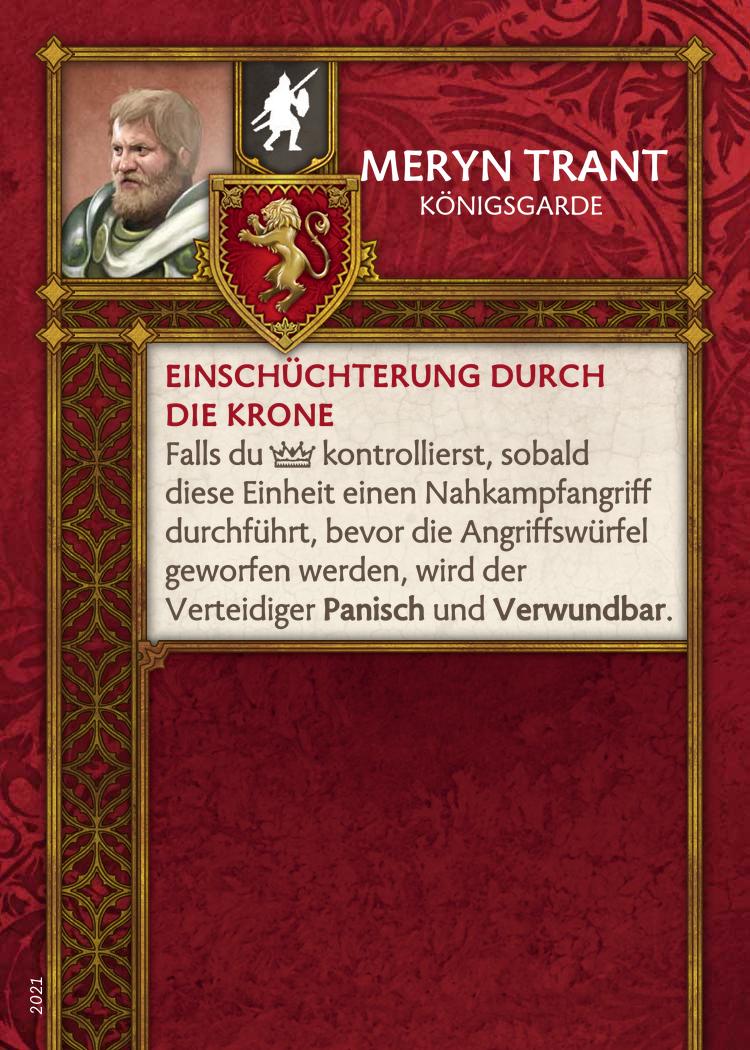 MERYN TRANT
KÖNIGSGARDE
EINSCHÜCHTERUNG DURCH
DIE KRONE
Falls du kontrollierst, sobald
diese Einheit einen Nahkampfangriff
durchführt, bevor die Angriffswürfel
geworfen werden, wird der
Verteidiger Panisch und Verwundbar.
2021